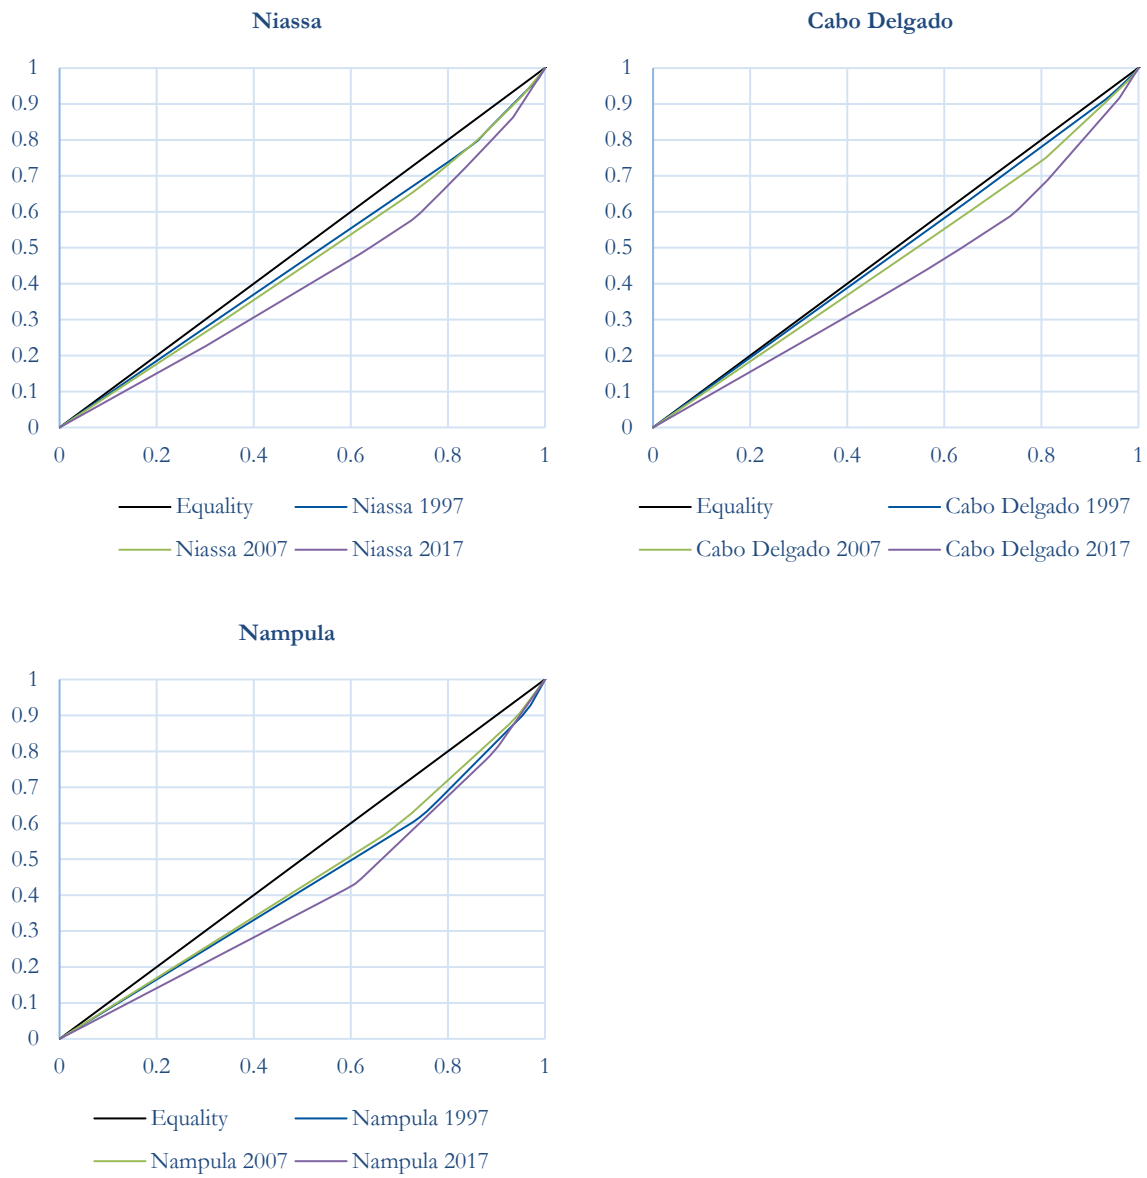 Niassa
1
0.9
0.8
0.7
0.6
0.5
0.4
0.3
0.2
0.1
0
0 0.2 0.4 0.6 0.8 1
Equality Niassa 1997
Niassa 2007 Niassa 2017
Cabo Delgado
1
0.9
0.8
0.7
0.6
0.5
0.4
0.3
0.2
0.1
0
0 0.2 0.4 0.6 0.8 1
Equality Cabo Delgado 1997
Cabo Delgado 2007 Cabo Delgado 2017
Nampula
1
0.9
0.8
0.7
0.6
0.5
0.4
0.3
0.2
0.1
0
0 0.2 0.4 0.6 0.8 1
Equality Nampula 1997
Nampula 2007 Nampula 2017